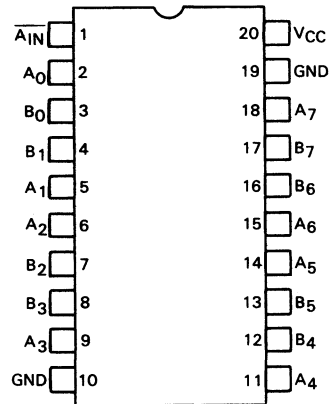 A̅I̅N̅ 1 20 VCC
A0 2 19 GND
B0 3 18 A7
B1 4 17 B7
A1 5 16 B6
A2 6 15 A6
B2 7 14 A5
B3 8 13 B5
A3 9 12 B4
GND 10 11 A4